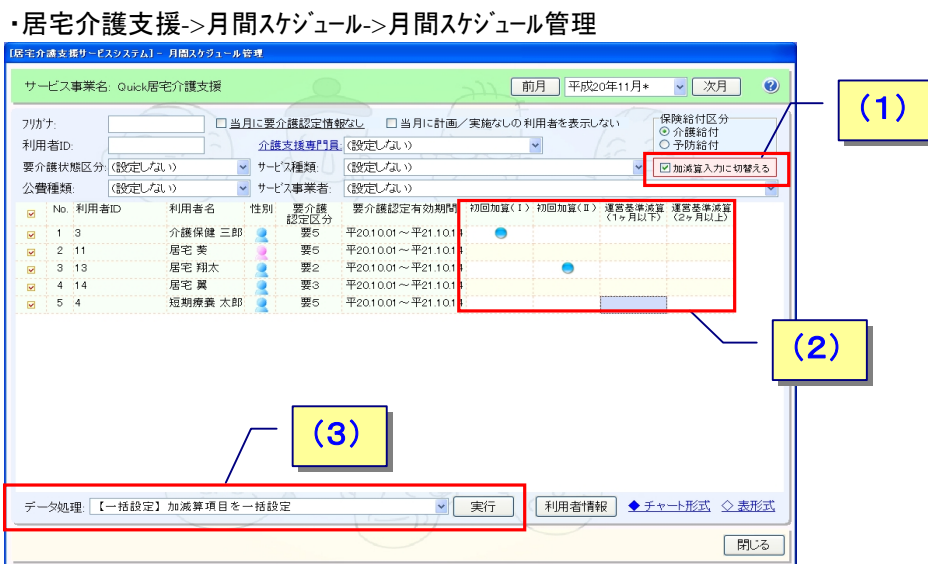 ・居宅介護支援->月間ｽｹｼﾞｭｰﾙ->月間ｽｹｼﾞｭｰﾙ管理
[居宅介護支援サービスシステム] - 月間スケジュール管理
サービス事業名: Quick居宅介護支援 前月 平成20年11月* 次月 ?
(1)
ﾌﾘｶﾞﾅ: 当月に要介護認定情報なし 当月に計画／実施なしの利用者を表示しない 保険給付区分
介護給付
利用者ID: 介護支援専門員: (設定しない) 予防給付
要介護状態区分: (設定しない) サービス種類: (設定しない) 加減算入力に切替える
公費種類: (設定しない) サービス事業者: (設定しない)
No. 利用者ID 利用者名 性別 要介護認定区分 要介護認定有効期間 初回加算(Ⅰ) 初回加算(Ⅱ) 運営基準減算(1ヶ月以下) 運営基準減算(2ヶ月以上)
1 3 介護保健 三郎 要5 平20.10.01～平21.10.14
2 11 居宅 葵 要5 平20.10.01～平21.10.14
3 13 居宅 翔太 要2 平20.10.01～平21.10.14
4 14 居宅 翼 要3 平20.10.01～平21.10.14
5 4 短期療養 太郎 要5 平20.10.01～平21.10.14
(2)
(3)
データ処理: 【一括設定】加減算項目を一括設定 実行 利用者情報 ◆チャート形式 ◇表形式
閉じる